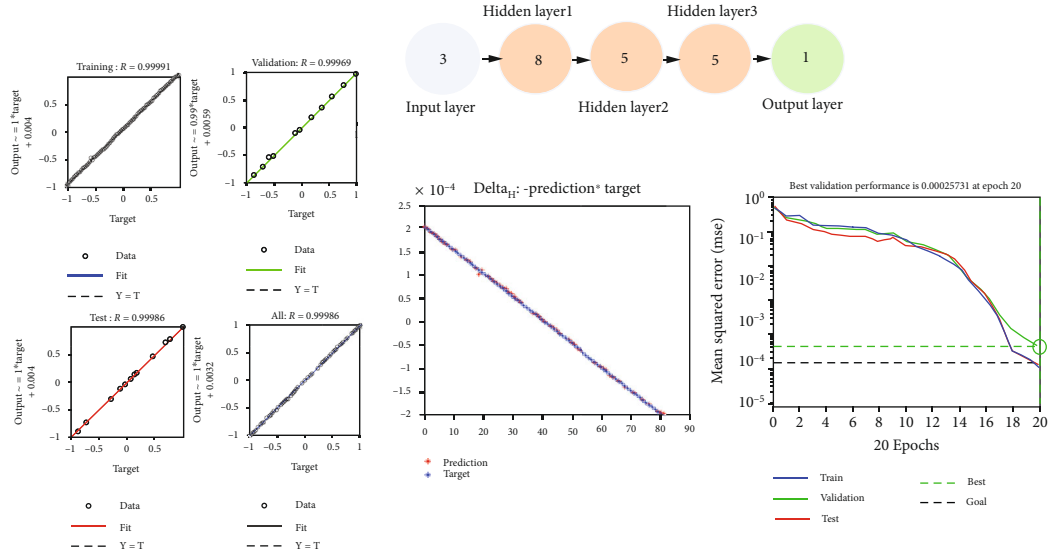 Hidden layer1
Hidden layer3
3
8
5
5
1
Input layer
Hidden layer2
Output layer
Training : R = 0.99991
1
0.5
0
−0.5
−1
−1
−0.5
0
0.5
Target
Output ~ = 1*target
+ 0.004
Data
Fit
Y = T
Validation: R = 0.99969
1
0.5
0
−0.5
−1
−1
−0.5
0
0.5
1
Target
Output ~ = 0.99*target
+ 0.0059
Data
Fit
Y = T
Test : R = 0.99986
0.5
0
−0.5
−1
−1
−0.5
0
0.5
Target
Output ~ = 1*target
+ 0.004
Data
Fit
Y = T
All: R = 0.99986
1
0.5
0
−0.5
−1
−1
−0.5
0
0.5
1
Target
Output ~ = 1*target
+ 0.0032
Data
Fit
Y = T
× 10−4
DeltaH: -prediction* target
2.5
2
1.5
1
0.5
0
−0.5
−1
−1.5
−2
0
10
20
30
40
50
60
70
80
90
Prediction
Target
Best validation performance is 0.00025731 at epoch 20
Mean squared error (mse)
10^0
10^−1
10^−2
10^−3
10^−4
10^−5
0
2
4
6
8
10
12
14
16
18
20
20 Epochs
Train
Validation
Test
Best
Goal